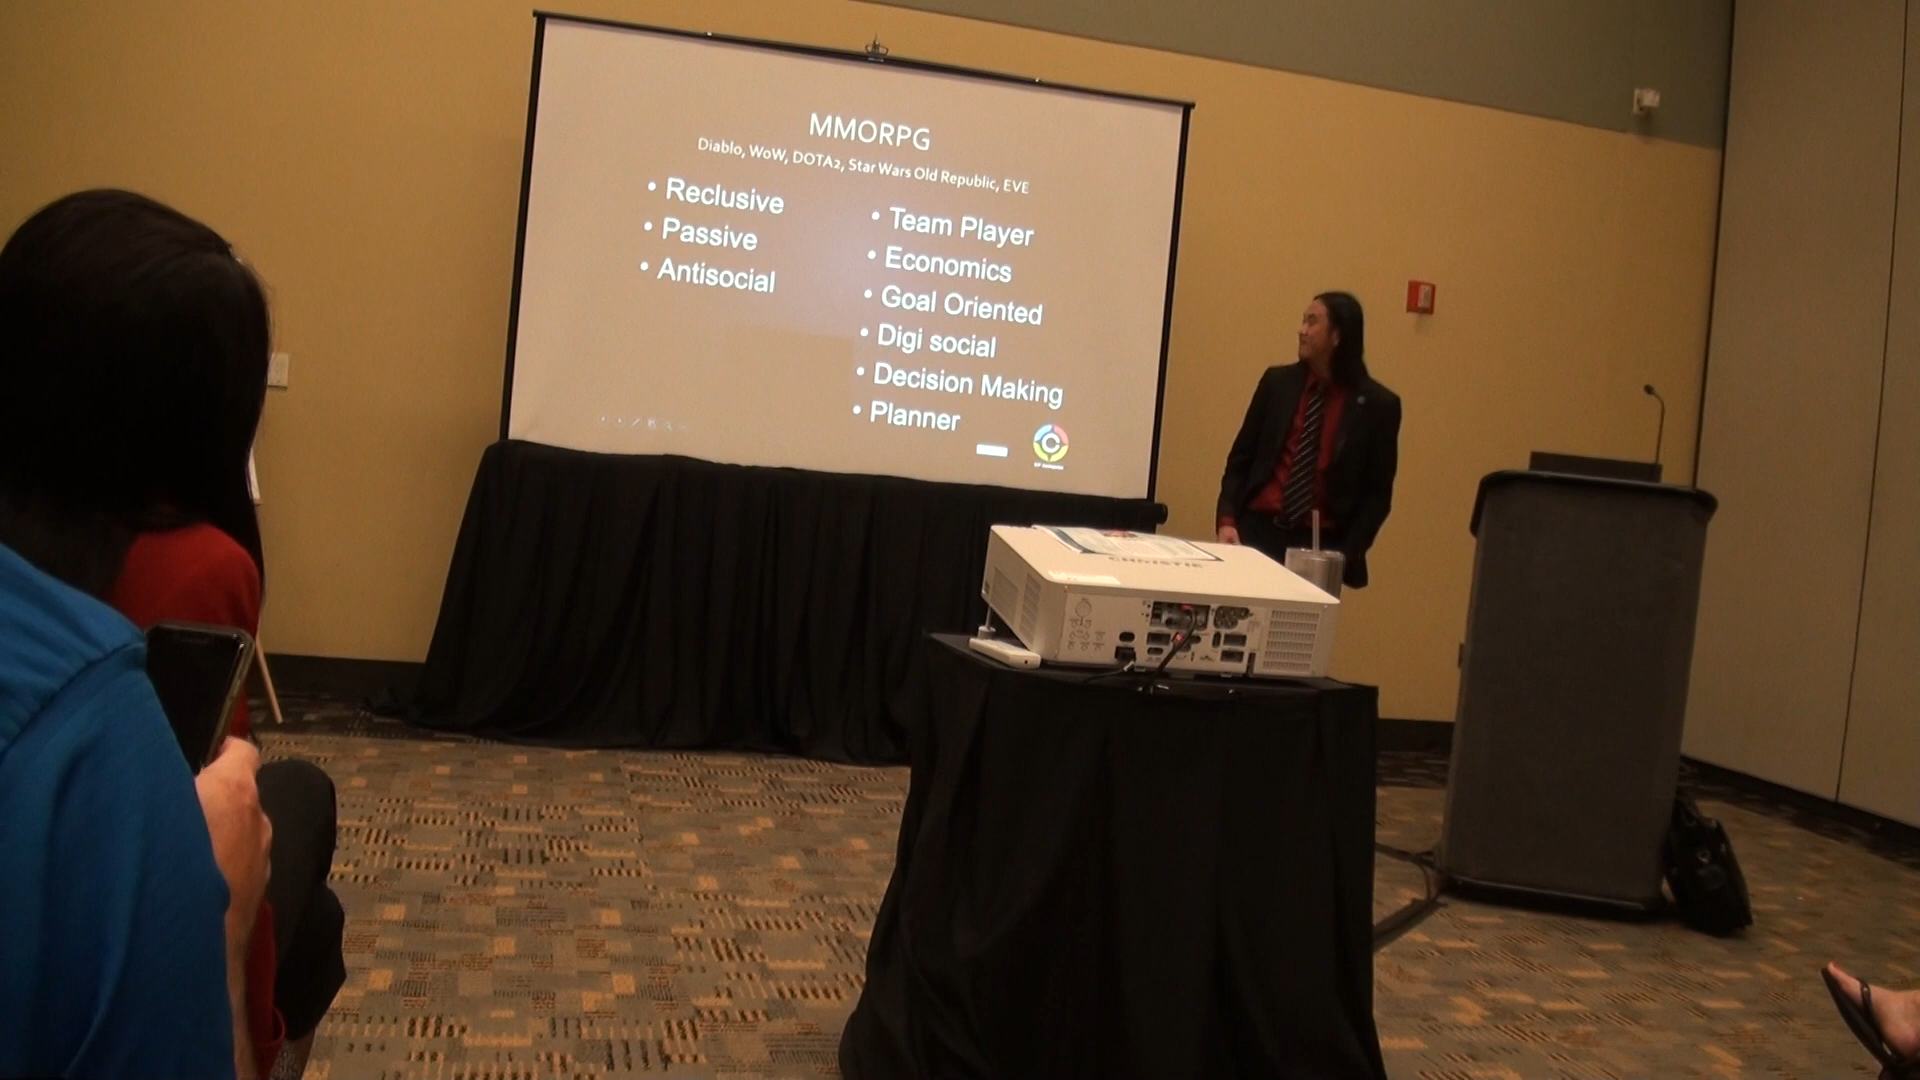 MMORPG
Diablo, WoW, DOTA2, Star Wars Old Republic, EVE
• Reclusive
• Passive
• Antisocial
• Team Player
• Economics
• Goal Oriented
• Digi social
• Decision Making
• Planner
CHRISTIE